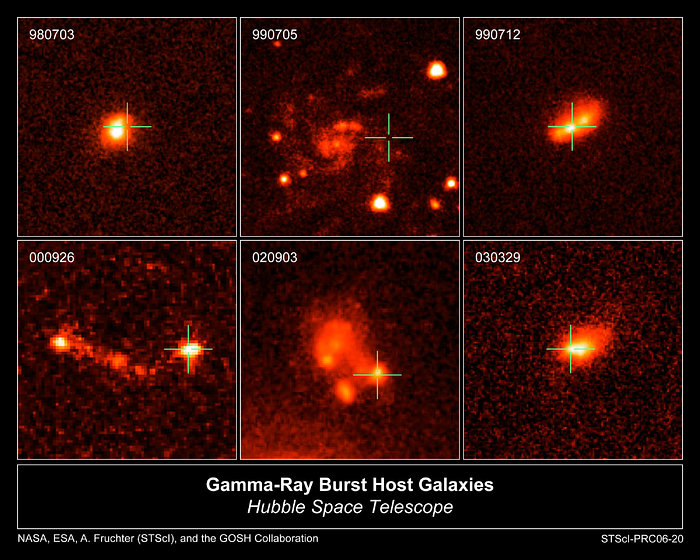 980703
990705
990712
000926
020903
030329
Gamma-Ray Burst Host Galaxies
Hubble Space Telescope
NASA, ESA, A. Fruchter (STScI), and the GOSH Collaboration
STScI-PRC06-20